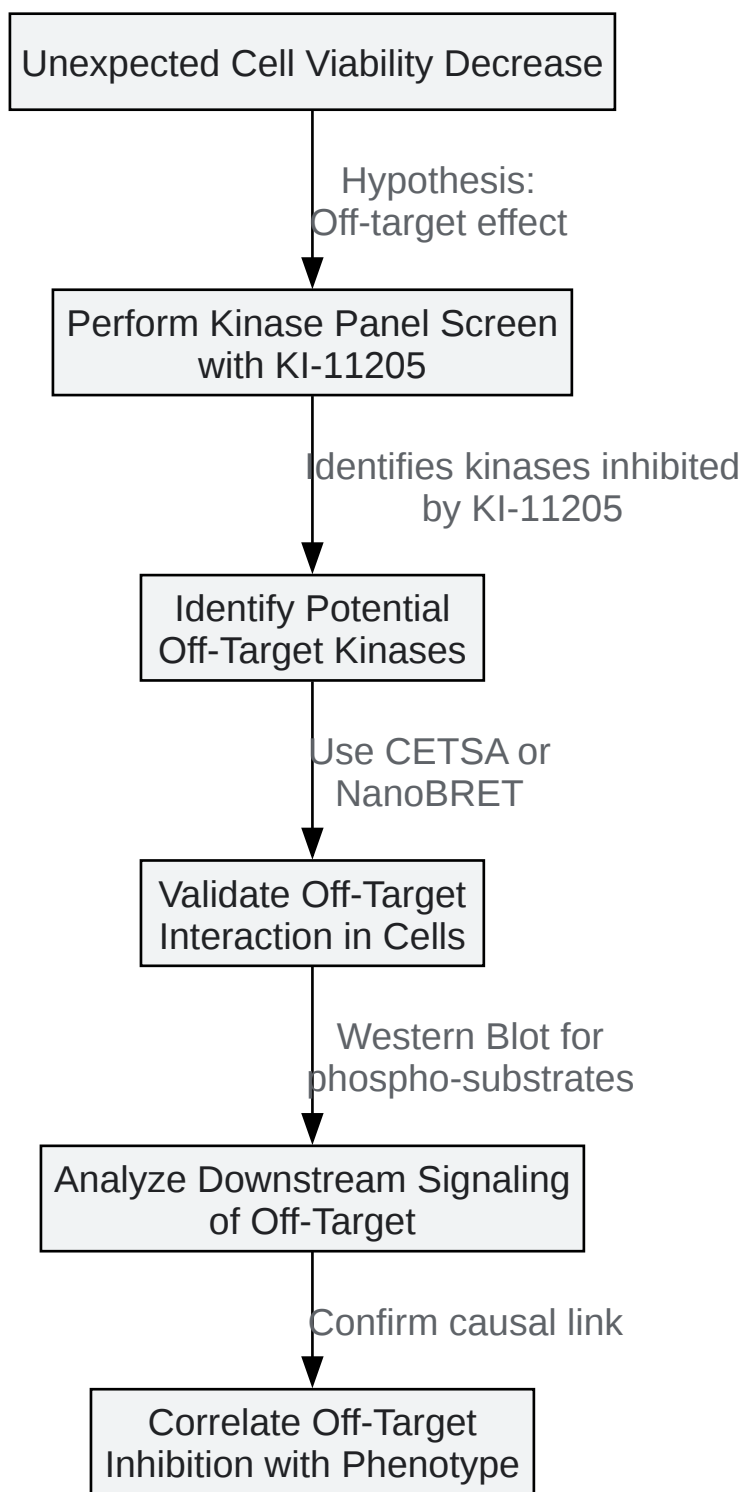 Unexpected Cell Viability Decrease
Hypothesis:
Off-target effect
Perform Kinase Panel Screen
with KI-11205
Identifies kinases inhibited
by KI-11205
Identify Potential
Off-Target Kinases
Use CETSA or
NanoBRET
Validate Off-Target
Interaction in Cells
Western Blot for
phospho-substrates
Analyze Downstream Signaling
of Off-Target
Confirm causal link
Correlate Off-Target
Inhibition with Phenotype